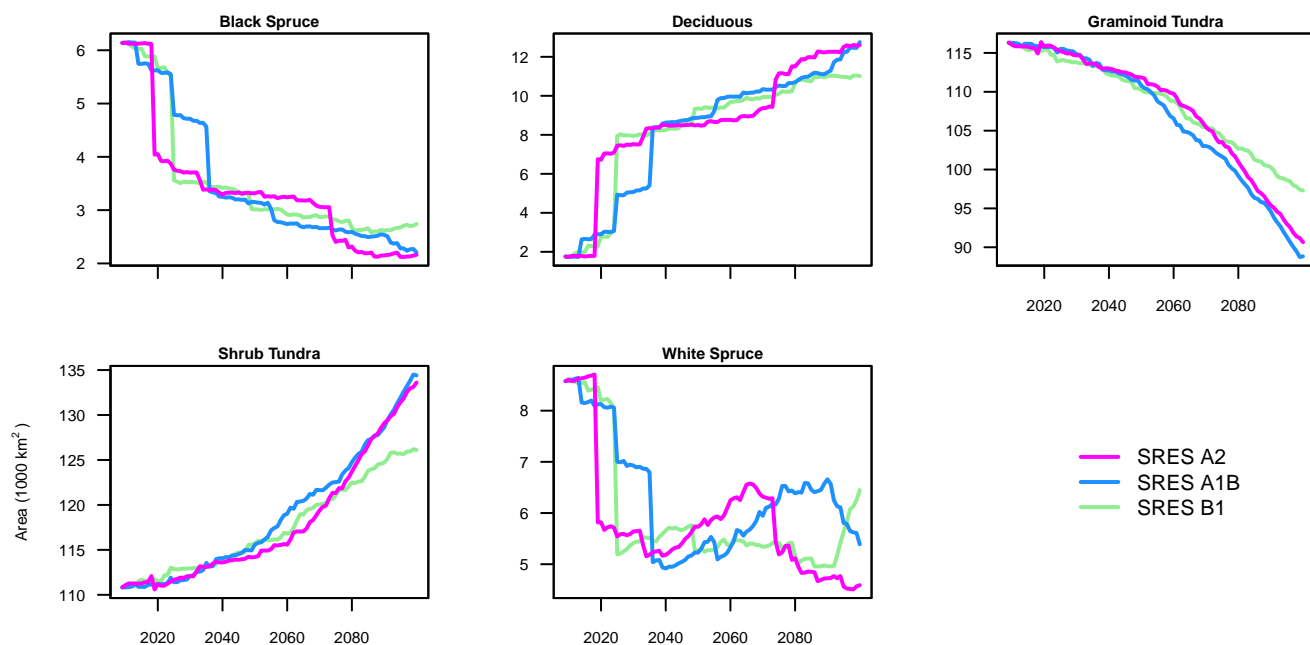 Black Spruce
Deciduous
Graminoid Tundra
6
5
4
3
2
12
10
8
6
4
2
115
110
105
100
95
90
2020 2040 2060 2080
Shrub Tundra
White Spruce
135
130
125
120
115
110
8
7
6
5
Area (1000 km²)
SRES A2
SRES A1B
SRES B1
2020 2040 2060 2080
2020 2040 2060 2080